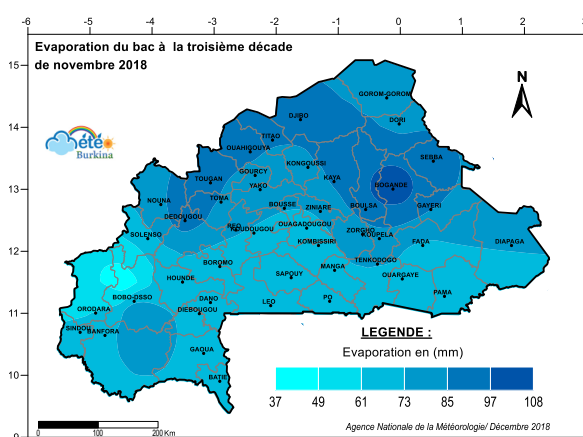 -6 -5 -4 -3 -2 -1 0 1 2 3
Evaporation du bac à la troisième décade
de novembre 2018
15
14
13
12
11
10
9
N
Météo
Burkina
GOROM-GOROM
DJIBO
DORI
TITAO
OUAHIGOUYA
KONGOUSSI
SEBBA
GOURCY
TOUGAN
YAKO
KAYA
BOGANDE
NOUNA
TOMA
BOUSSE
ZINIARE
BOULSA
GAYERI
DEDOUGOU
REO
KOUDOUGOU
OUAGADOUGOU
ZORGHO
KOUPELA
SOLENSO
KOMBISSIRI
FADA
DIAPAGA
BOROMO
TENKODOGO
HOUNDE
SAPOUY
MANGA
OUARGAYE
BOBO-DSSO
DANO
LEO
PO
PAMA
ORODARA
DIEBOUGOU
SINDOU
BANFORA
GAOUA
BATIE
LEGENDE :
Evaporation en (mm)
37 49 61 73 85 97 108
0 100 200 Km
Agence Nationale de la Météorologie/ Décembre 2018